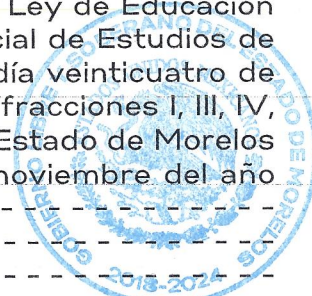 Ley de Educación
cial de Estudios de
día veinticuatro de
fracciones I, III, IV,
Estado de Morelos
noviembre del año
- - - - - - - - - - - - - - -
- - - - - - - - - - - - - - -
- - - - - - - - - - - - - - -
GOBIERNO
SOBERANO DEL ESTADO DE MORELOS
2018-2024